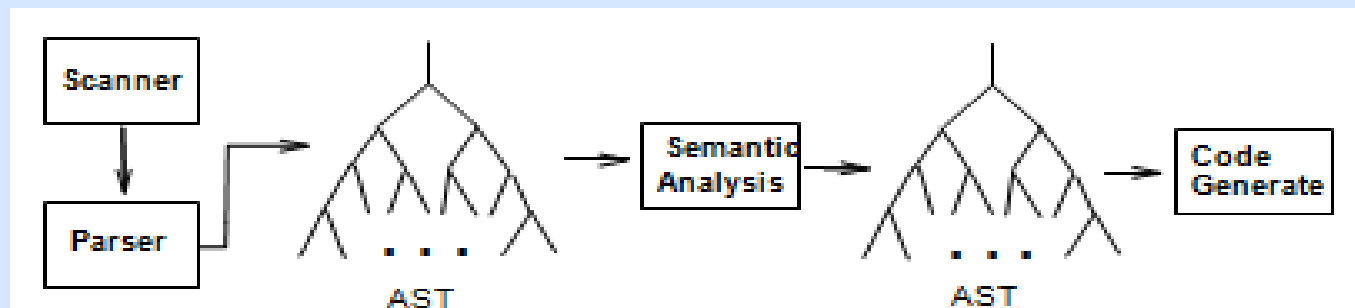 Scanner
Parser
AST
Semantic
Analysis
AST
Code
Generate